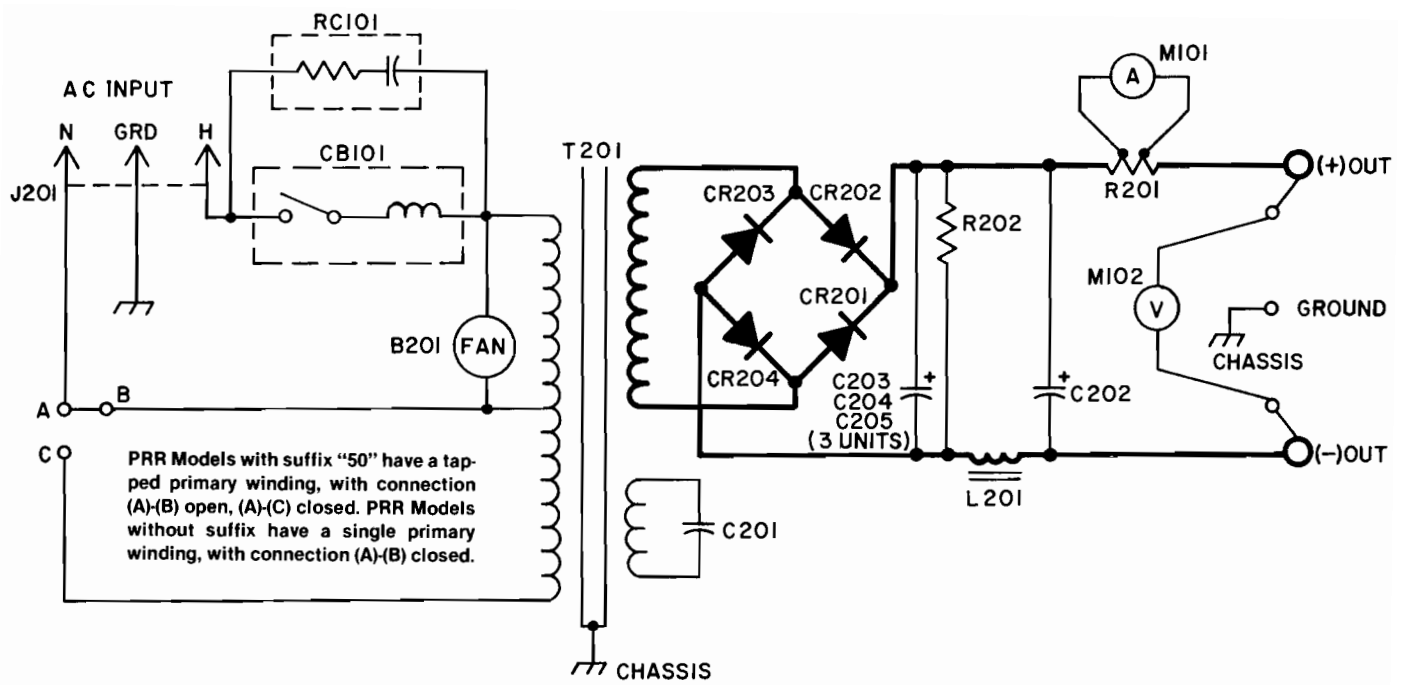 RC101
AC INPUT
N
GRD
H
J201
CB101
T201
M101
A
R201
(+)OUT
CR203
CR202
R202
CR201
CR204
M102
V
GROUND
CHASSIS
B201
FAN
A
B
C
C203
C204
C205
(3 UNITS)
+
+
C202
L201
(–)OUT
PRR Models with suffix “50” have a tap-
ped primary winding, with connection
(A)-(B) open, (A)-(C) closed. PRR Models
without suffix have a single primary
winding, with connection (A)-(B) closed.
C201
CHASSIS